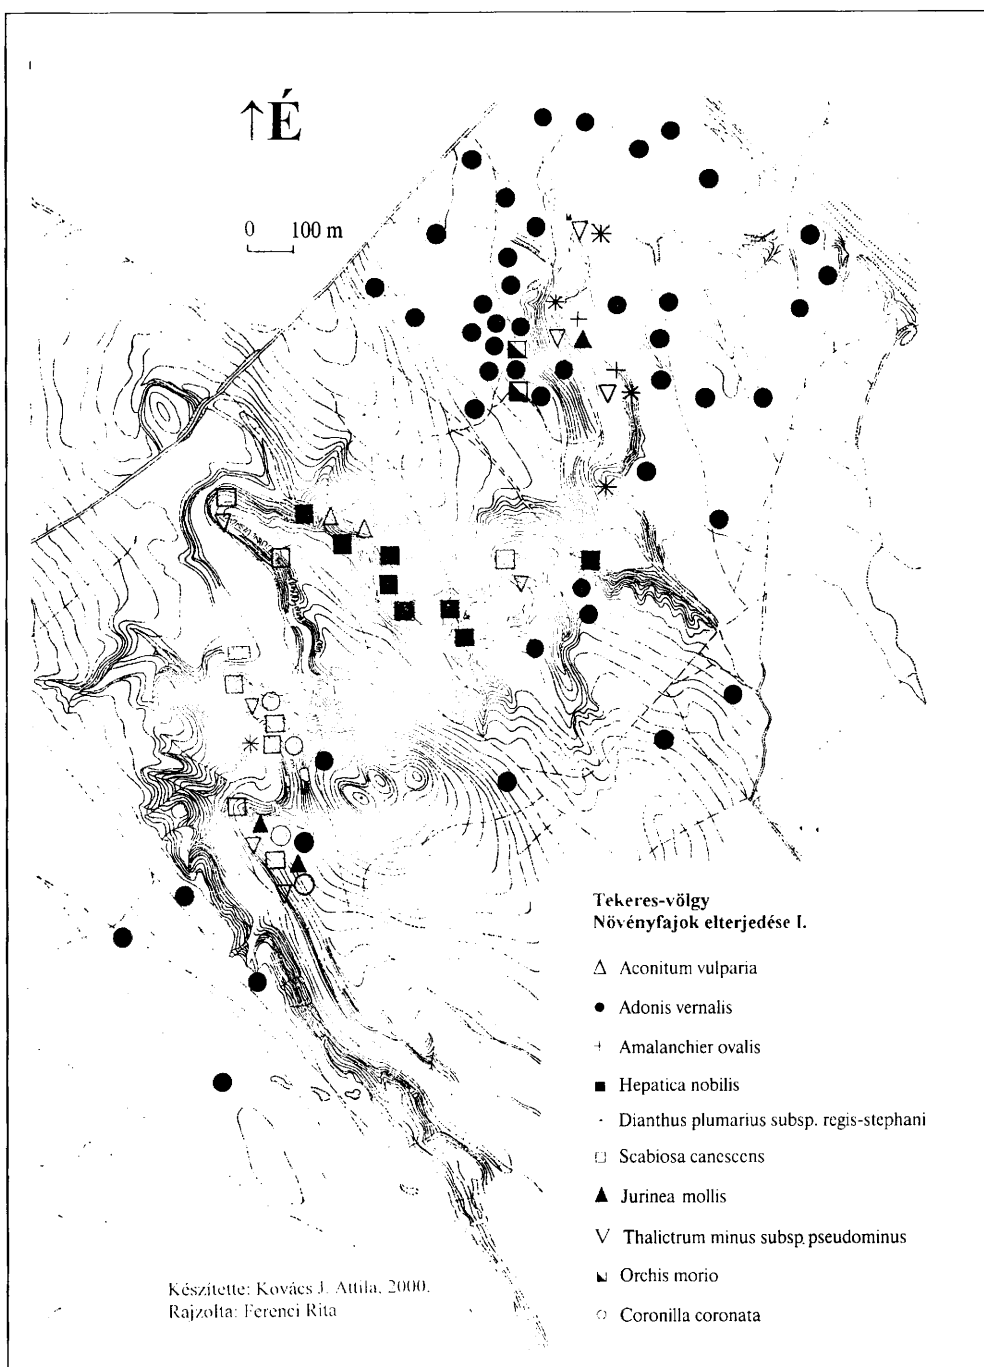 ↑É
0 100 m
Tekeres-völgy
Növényfajok elterjedése I.
Aconitum vulparia
Adonis vernalis
Amalanchier ovalis
Hepatica nobilis
Dianthus plumarius subsp. regis-stephani
Scabiosa canescens
Jurinea mollis
Thalictrum minus subsp. pseudominus
Orchis morio
Coronilla coronata
Készítette: Kovács J. Attila, 2000.
Rajzolta: Ferenci Rita